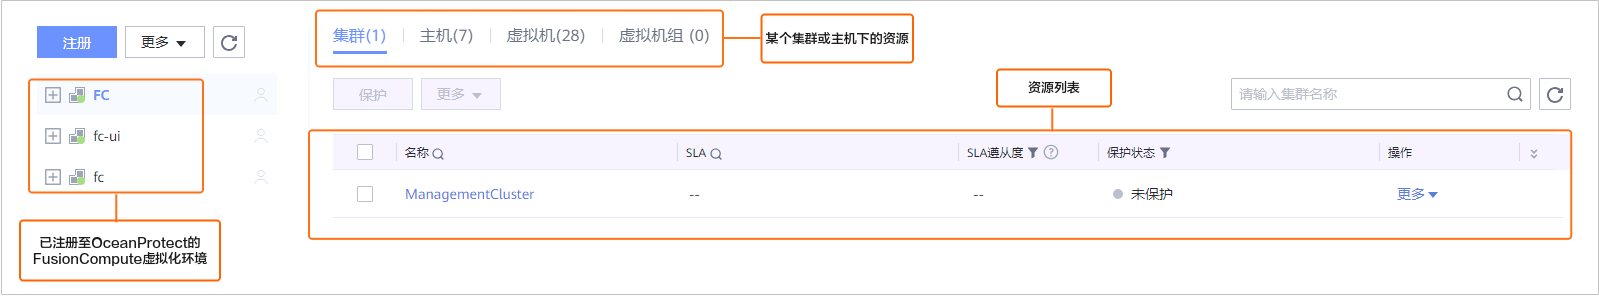 注册
更多
集群(1)
主机(7)
虚拟机(28)
虚拟机组 (0)
某个集群或主机下的资源
FC
fc-ui
fc
已注册至OceanProtect的
FusionCompute虚拟化环境
保护
更多
资源列表
请输入集群名称
名称
SLA
SLA遵从度
?
保护状态
操作
ManagementCluster
--
--
未保护
更多